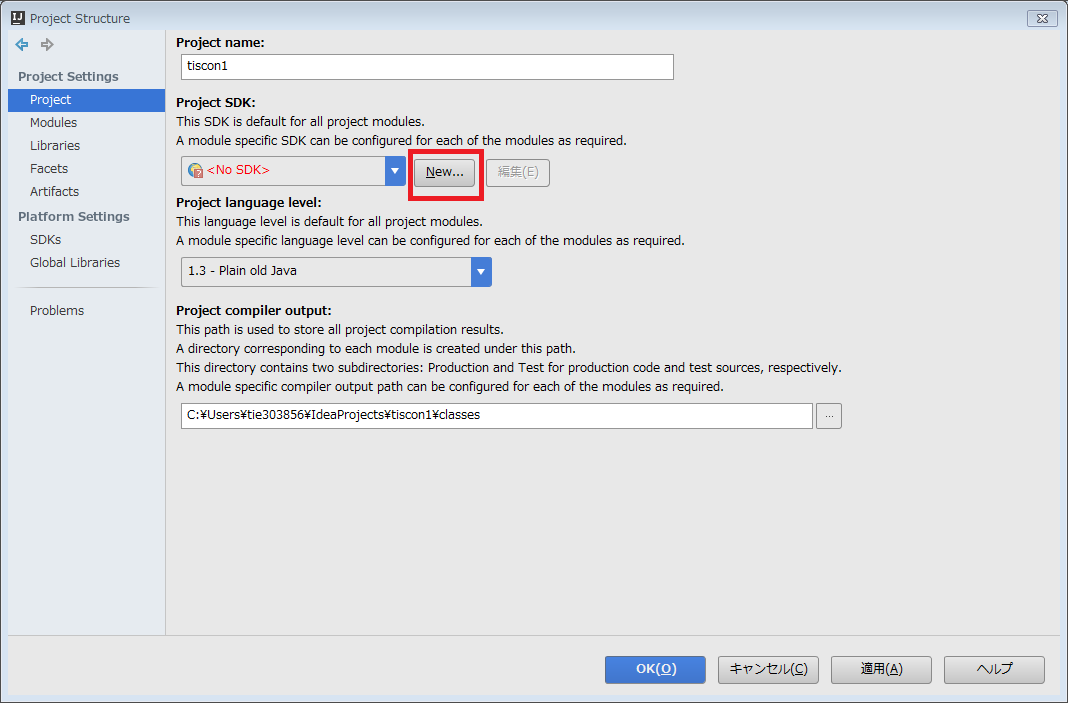 Project Structure
Project Settings
Project
Modules
Libraries
Facets
Artifacts
Platform Settings
SDKs
Global Libraries
Problems
Project name:
tiscon1
Project SDK:
This SDK is default for all project modules.
A module specific SDK can be configured for each of the modules as required.
<No SDK> New... 編集(E)
Project language level:
This language level is default for all project modules.
A module specific language level can be configured for each of the modules as required.
1.3 - Plain old Java
Project compiler output:
This path is used to store all project compilation results.
A directory corresponding to each module is created under this path.
This directory contains two subdirectories: Production and Test for production code and test sources, respectively.
A module specific compiler output path can be configured for each of the modules as required.
C:¥Users¥tie303856¥IdeaProjects¥tiscon1¥classes ...
OK(O) キャンセル(C) 適用(A) ヘルプ